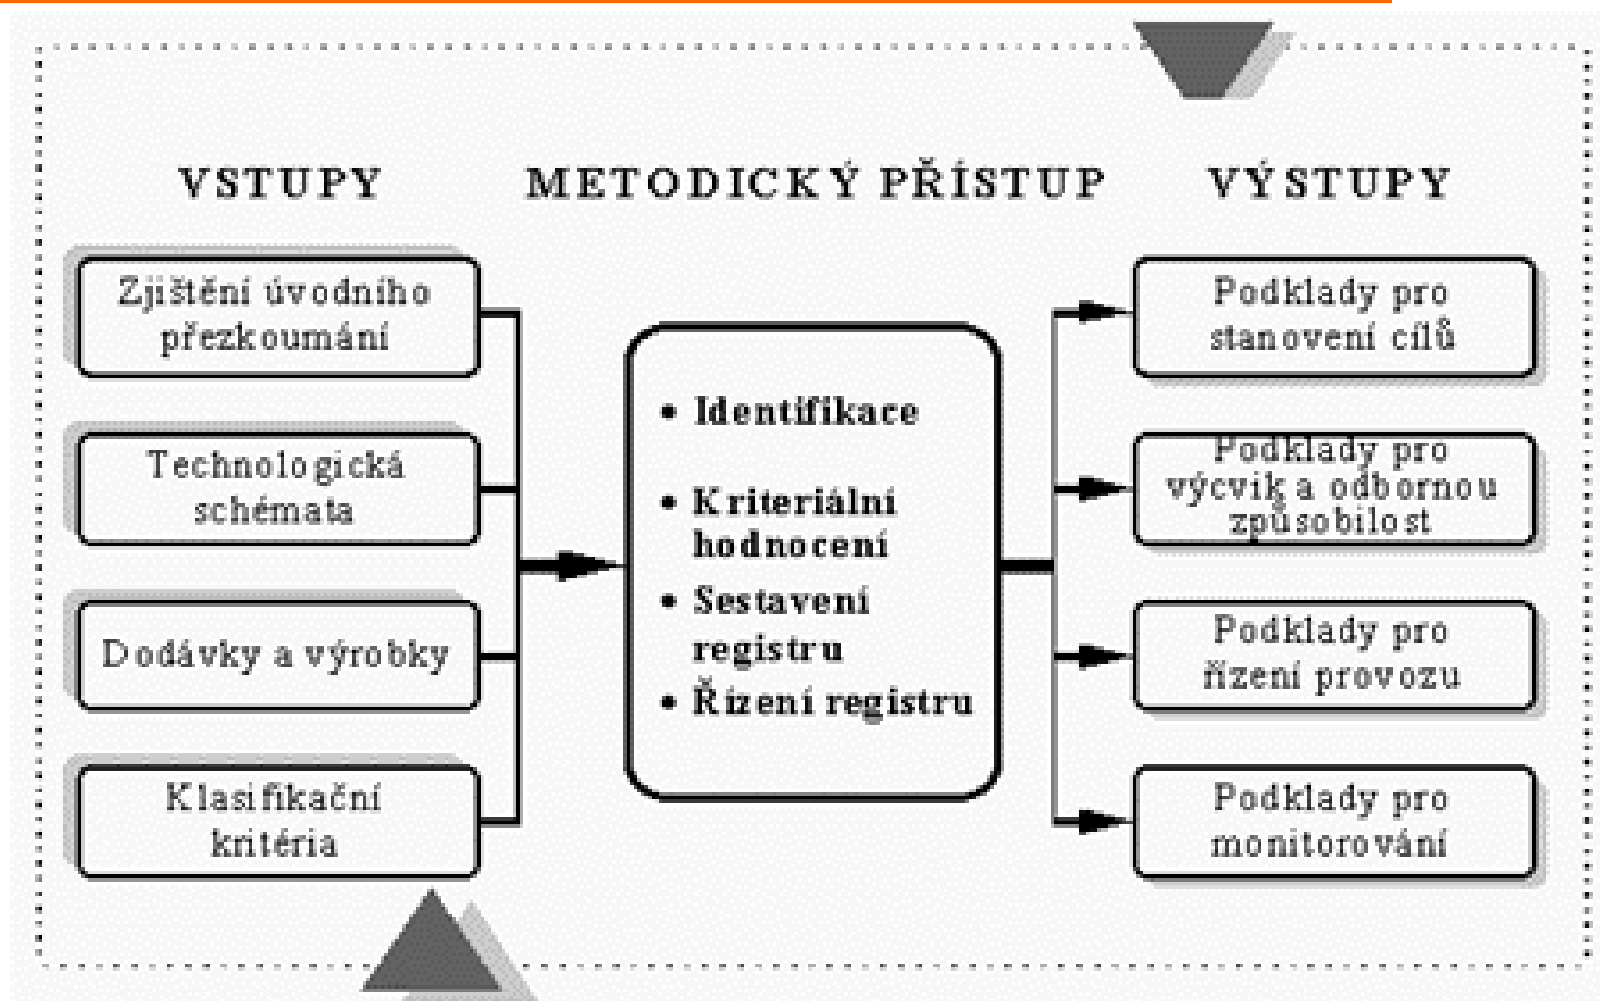 VSTUPY
METODICKÝ PŘÍSTUP
VÝSTUPY
Zjištění úvodního
přezkoumání
Technologická
schémata
Dodávky a výrobky
Klasifikační
kritéria
• Identifikace
• Kriteriální
hodnocení
• Sestavení
registru
• Řízení registru
Podklady pro
stanovení cílů
Podklady pro
výcvik a odbornou
způsobilost
Podklady pro
řízení provozu
Podklady pro
monitorování